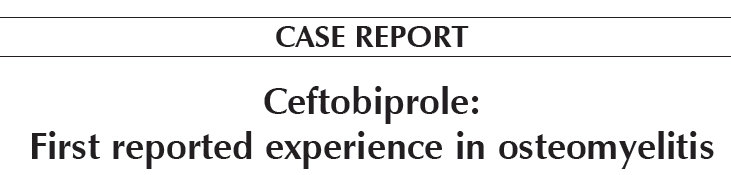 CASE REPORT
Ceftobiprole:
First reported experience in osteomyelitis